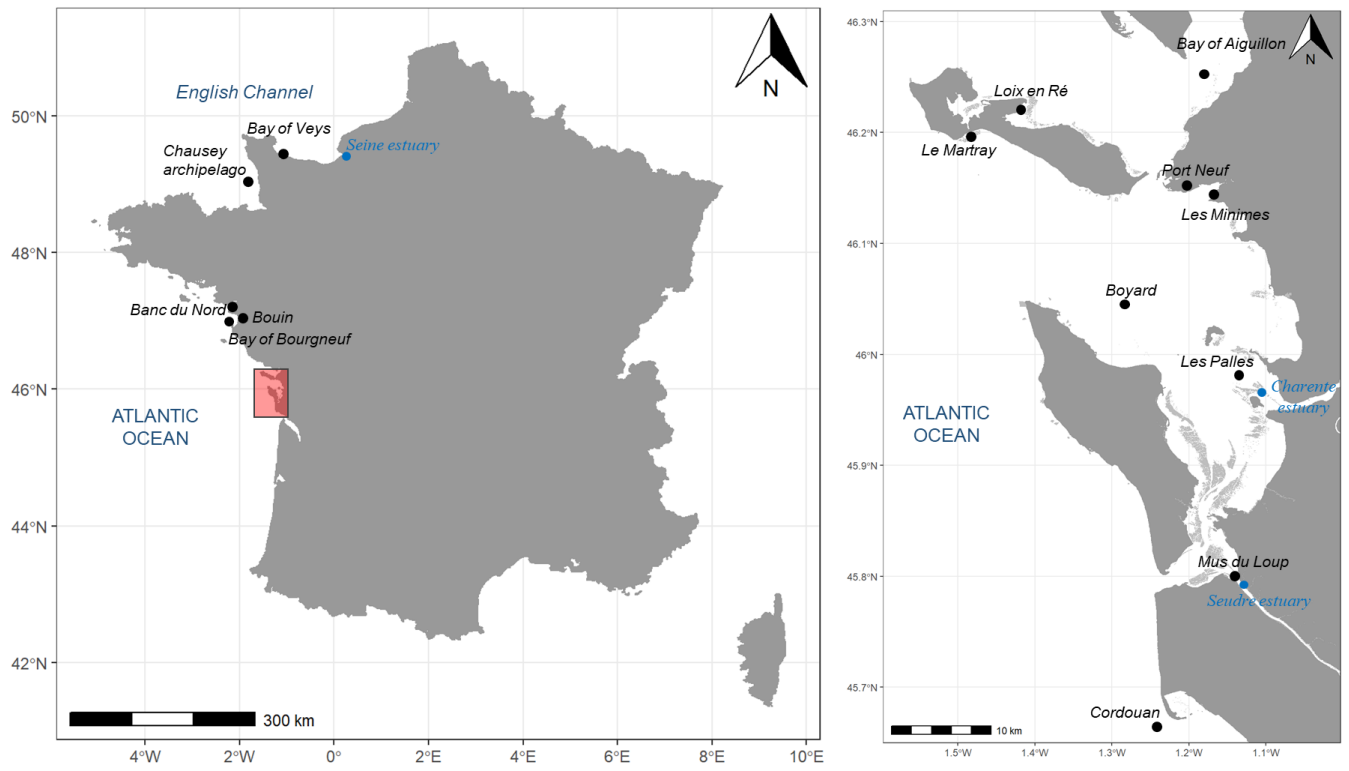 50°N
48°N
46°N
44°N
42°N
English Channel
Bay of Veys
Seine estuary
Chausey
archipelago
Banc du Nord
Bouin
Bay of Bourgneuf
ATLANTIC
OCEAN
N
300 km
4°W
2°W
0°
2°E
4°E
6°E
8°E
10°E
46.3°N
46.2°N
46.1°N
46°N
45.9°N
45.8°N
45.7°N
Bay of Aiguillon
N
Loix en Ré
Le Martray
Port Neuf
Les Minimes
Boyard
Les Palles
Charente
estuary
ATLANTIC
OCEAN
Mus du Loup
Seudre estuary
Cordouan
10 km
1.5°W
1.4°W
1.3°W
1.2°W
1.1°W